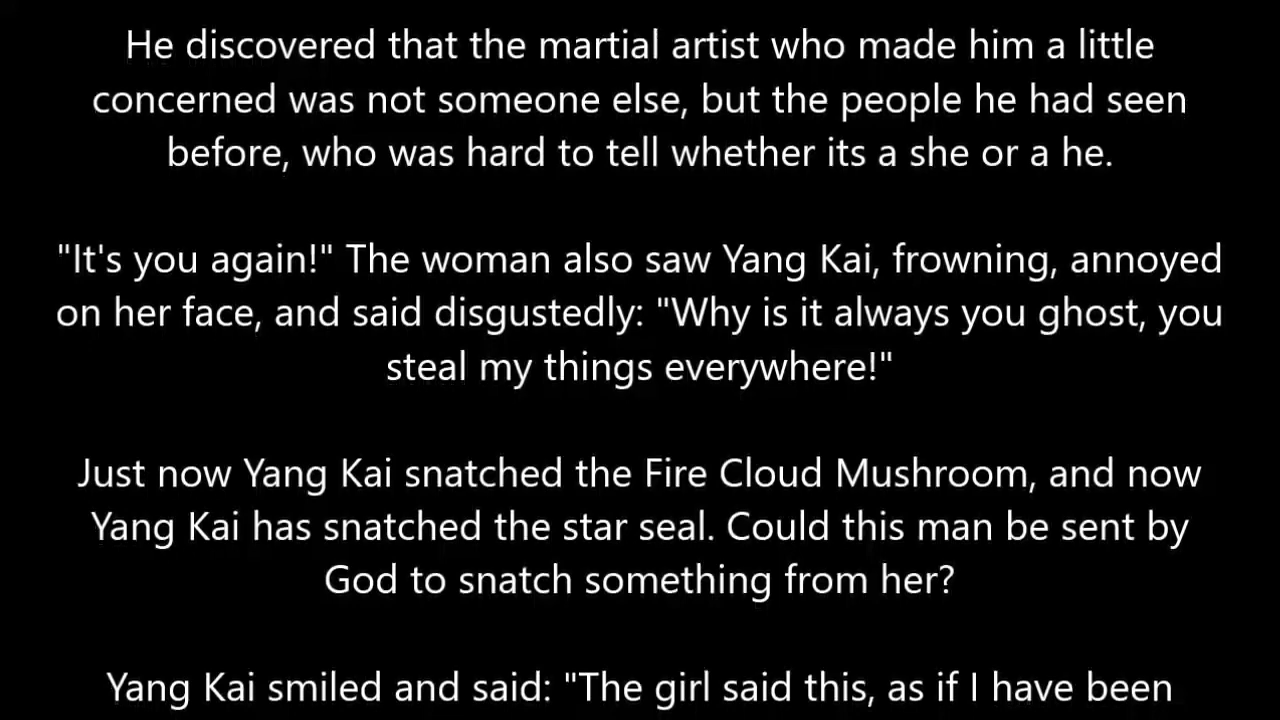 He discovered that the martial artist who made him a little
concerned was not someone else, but the people he had seen
before, who was hard to tell whether its a she or a he.
"It's you again!" The woman also saw Yang Kai, frowning, annoyed
on her face, and said disgustedly: "Why is it always you ghost, you
steal my things everywhere!"
Just now Yang Kai snatched the Fire Cloud Mushroom, and now
Yang Kai has snatched the star seal. Could this man be sent by
God to snatch something from her?
Yang Kai smiled and said: "The girl said this, as if I have been